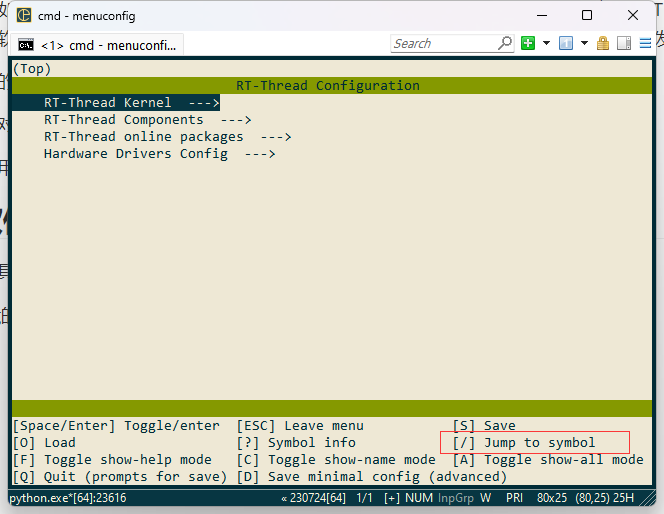 cmd - menuconfig
<1> cmd - menuconfi...
Search
(Top)
RT-Thread Configuration
RT-Thread Kernel --->
RT-Thread Components --->
RT-Thread online packages --->
Hardware Drivers Config --->
[Space/Enter] Toggle/enter [ESC] Leave menu [S] Save
[O] Load [?] Symbol info [/] Jump to symbol
[F] Toggle show-help mode [C] Toggle show-name mode [A] Toggle show-all mode
[Q] Quit (prompts for save) [D] Save minimal config (advanced)
python.exe*[64]:23616 « 230724[64] 1/1 [+] NUM InpGrp W PRI 80x25 (80,25) 25H